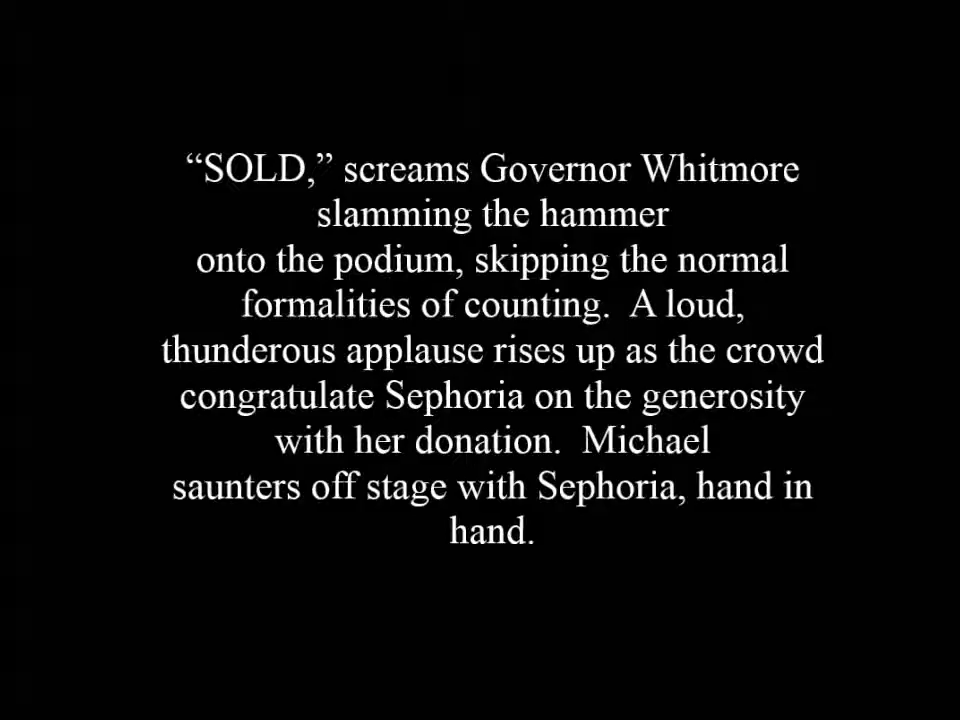 “SOLD,” screams Governor Whitmore
slamming the hammer
onto the podium, skipping the normal
formalities of counting.  A loud,
thunderous applause rises up as the crowd
congratulate Sephoria on the generosity
with her donation.  Michael
saunters off stage with Sephoria, hand in
hand.